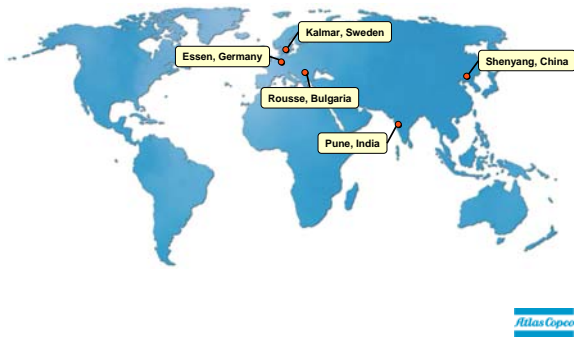 Kalmar, Sweden
Essen, Germany
Shenyang, China
Rousse, Bulgaria
Pune, India
Atlas Copco